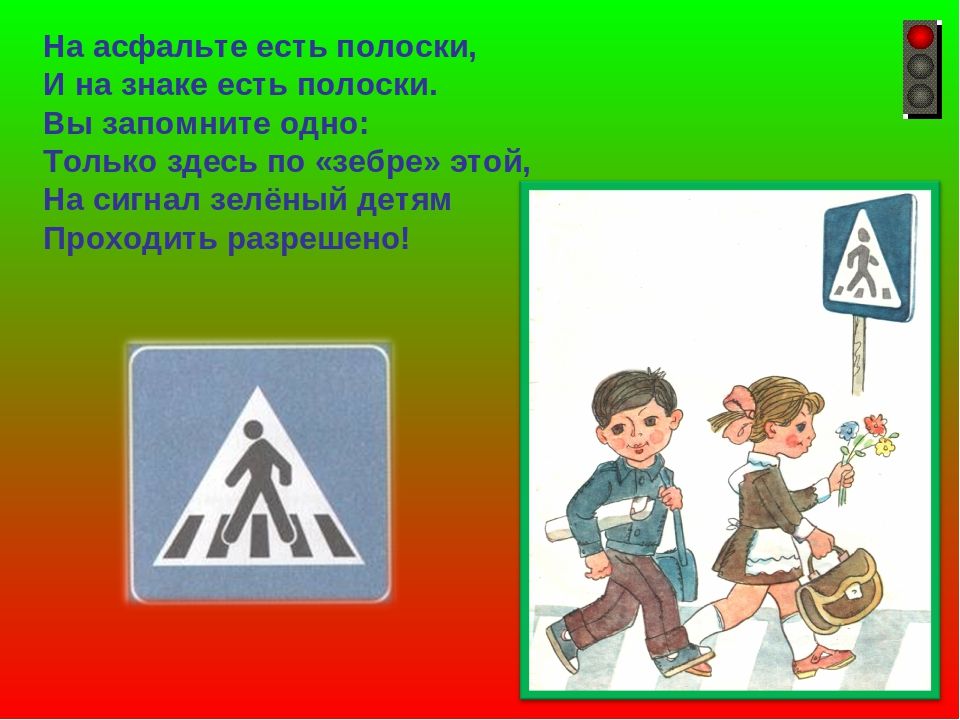 На асфальте есть полоски,
И на знаке есть полоски.
Вы запомните одно:
Только здесь по «зебре» этой,
На сигнал зелёный детям
Проходить разрешено!